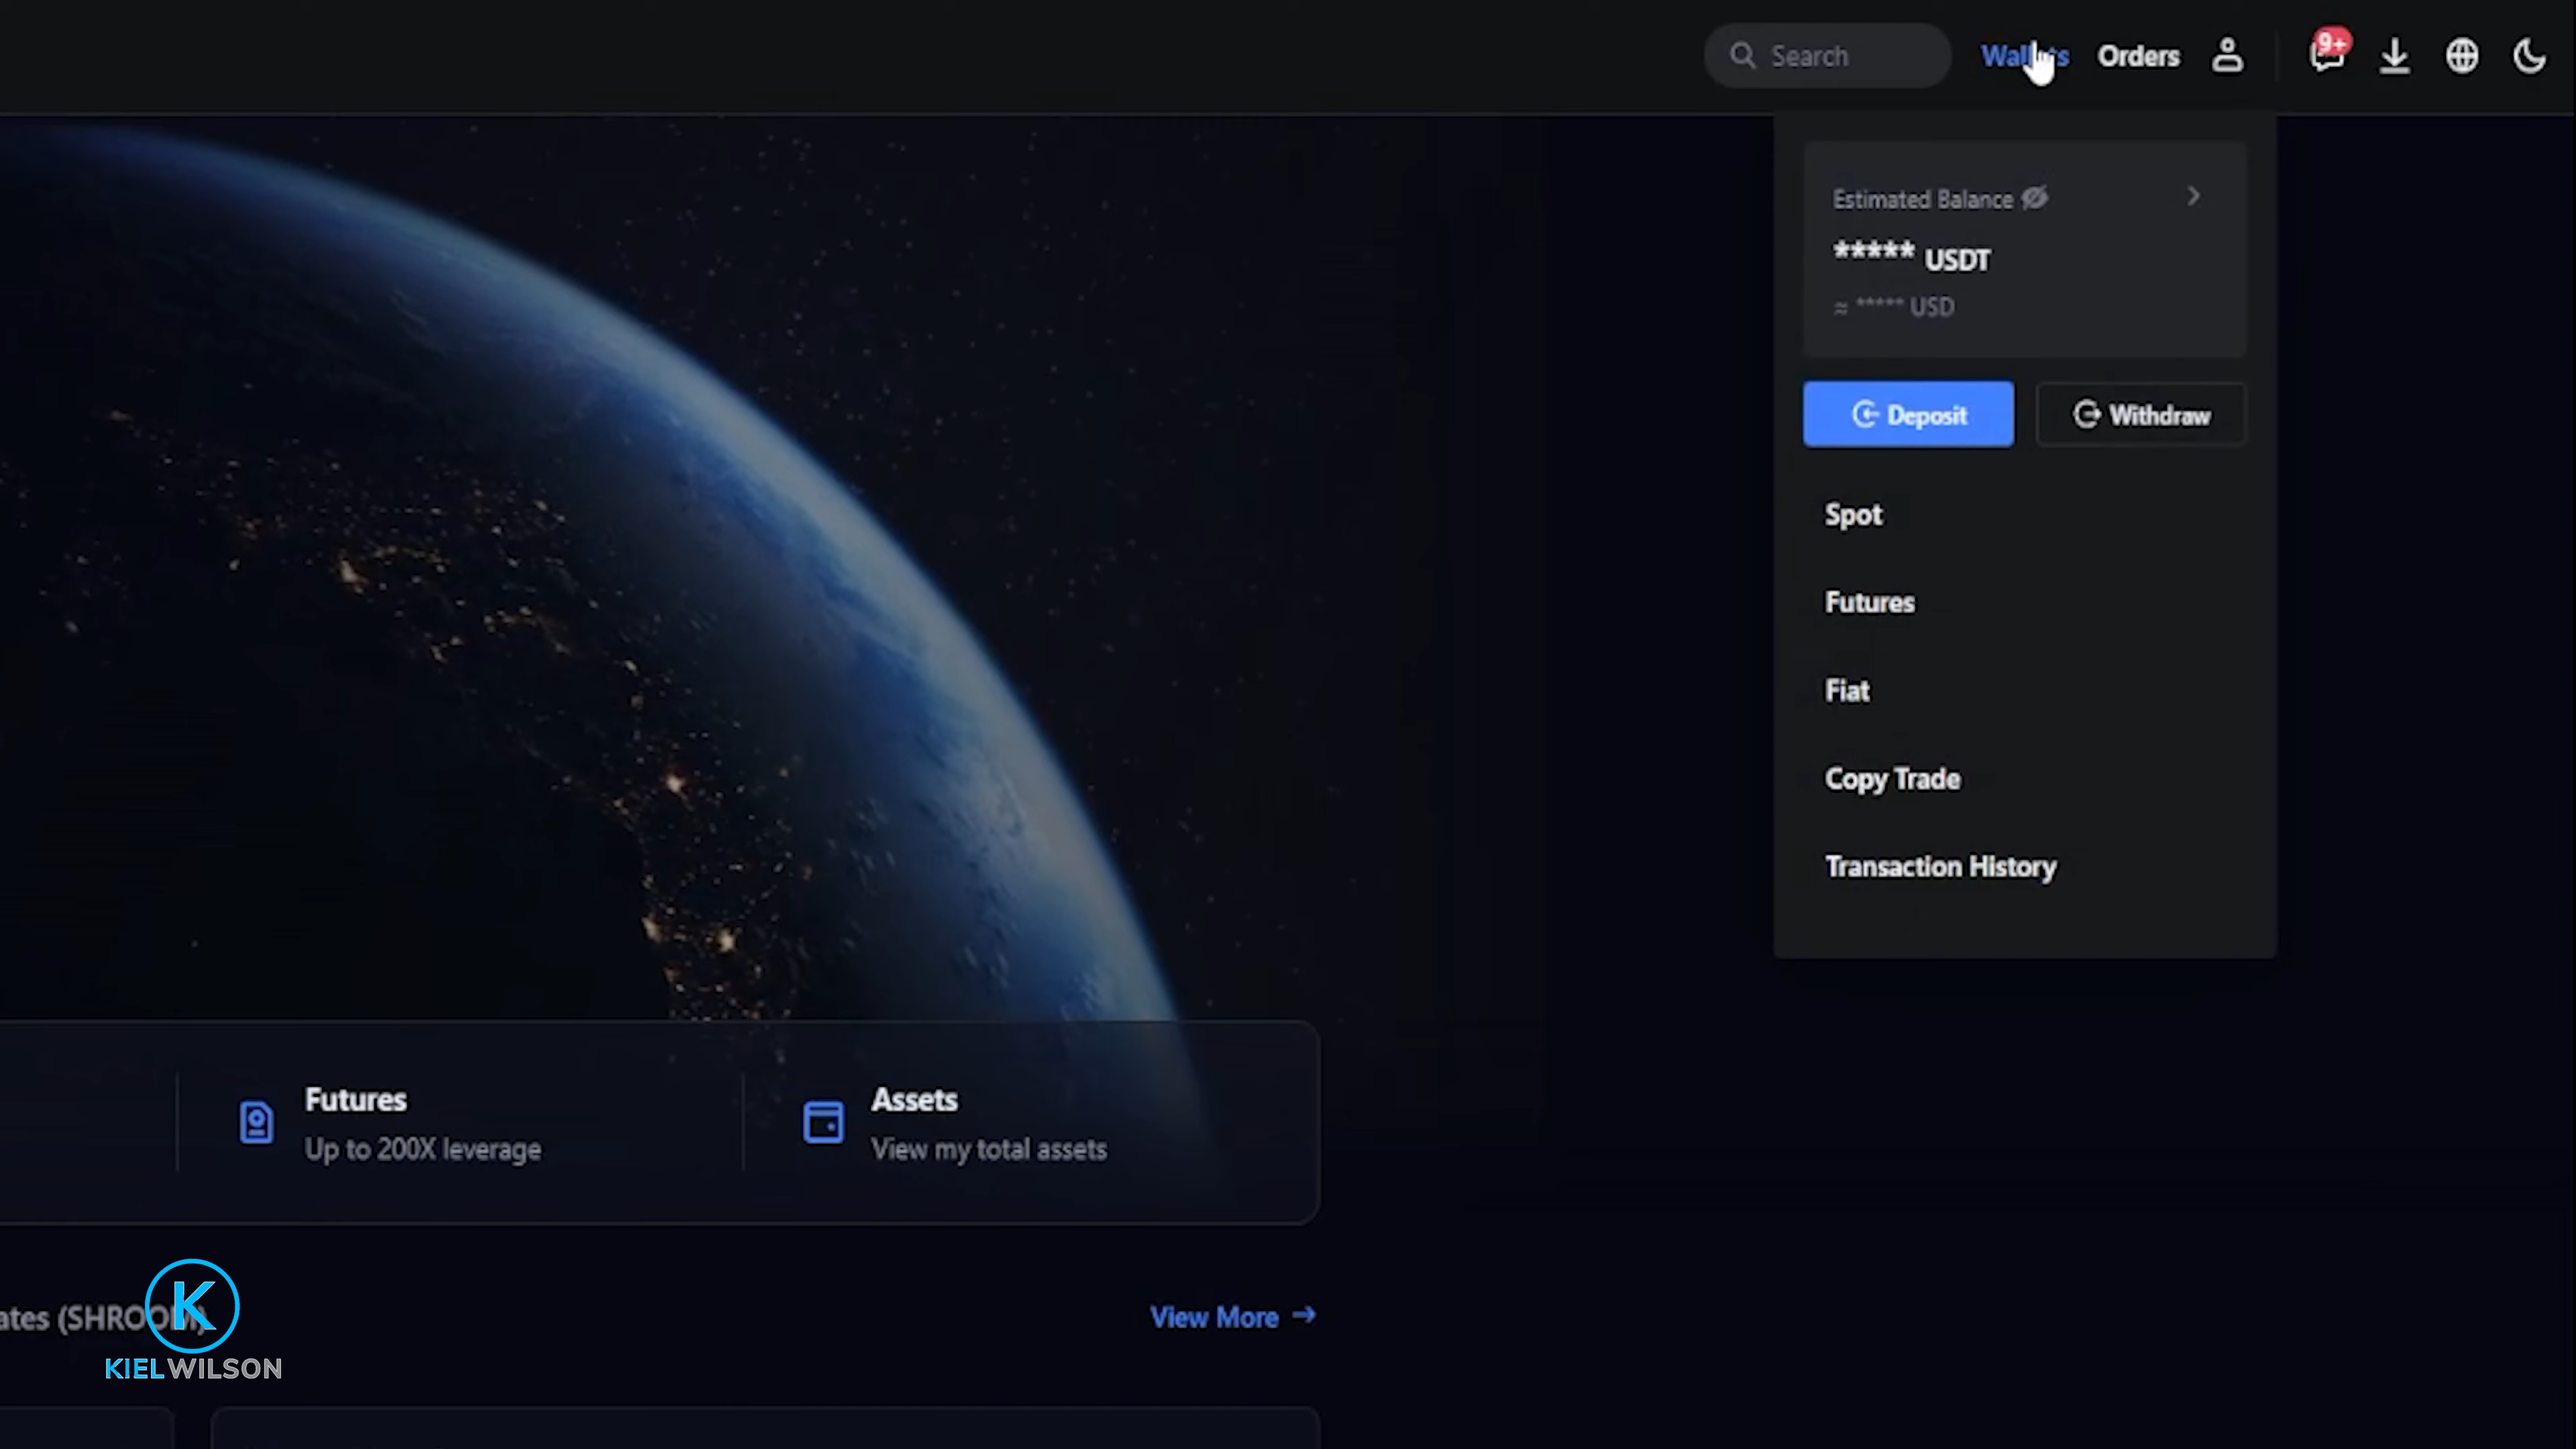 Search
Orders
9+
Estimated Balance
***** USDT
≈ ***** USD
Deposit
Withdraw
Spot
Futures
Fiat
Copy Trade
Transaction History
Futures
Up to 200X leverage
Assets
View my total assets
View More →
K
KIELWILSON